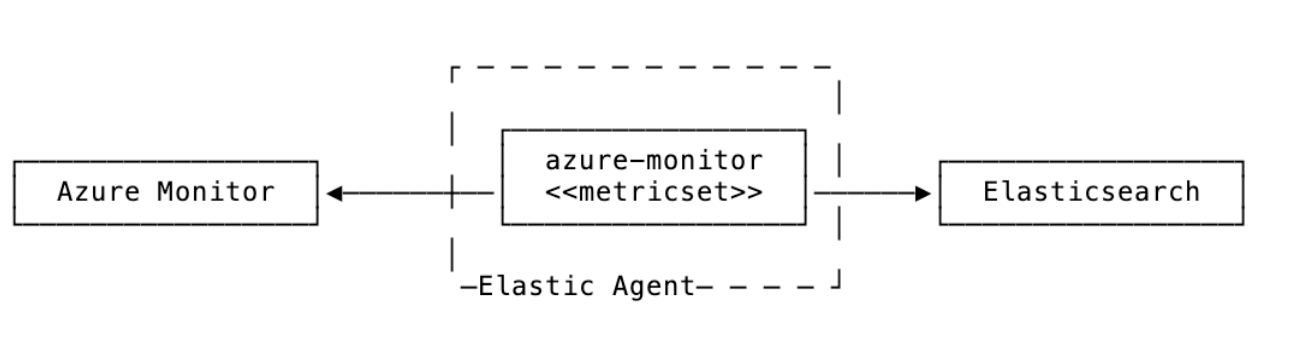 azure-monitor
Azure Monitor
<<metricset>>
Elasticsearch
Elastic Agent